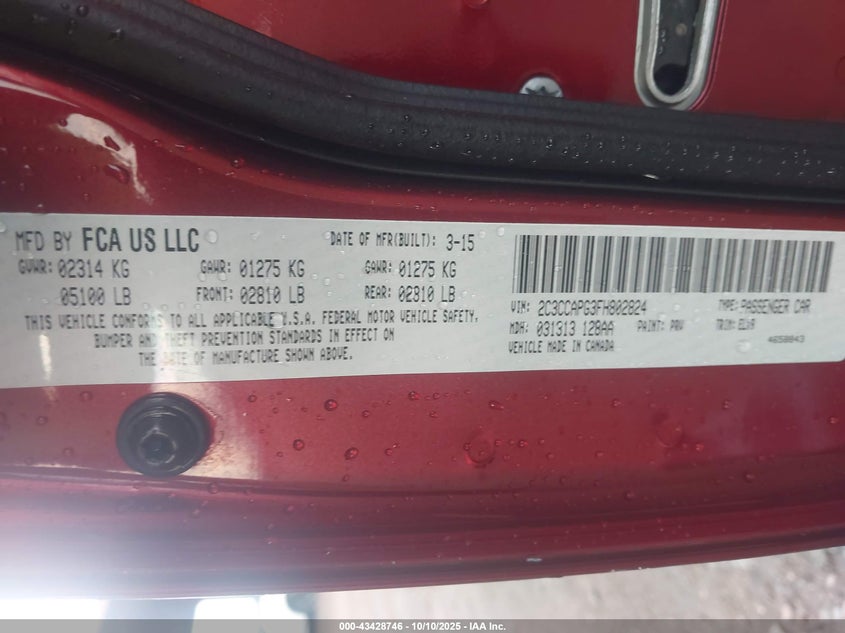 MFD BY FCA US LLC
DATE OF MFR(BUILT): 3-15
GVWR: 02314 KG GAWR: 01275 KG GAWR: 01275 KG
05100 LB FRONT: 02810 LB REAR: 02810 LB
THIS VEHICLE CONFORMS TO ALL APPLICABLE U.S.A. FEDERAL MOTOR VEHICLE SAFETY,
BUMPER AND THEFT PREVENTION STANDARDS IN EFFECT ON
THE DATE OF MANUFACTURE SHOWN ABOVE.
VIN: 2C3CCAPG3FH802824 TYPE: PASSENGER CAR
MDH: 031313 128AA PAINT: PRV TRIM:
VEHICLE MADE IN CANADA
000-43428746 - 10/10/2025 - IAA Inc.